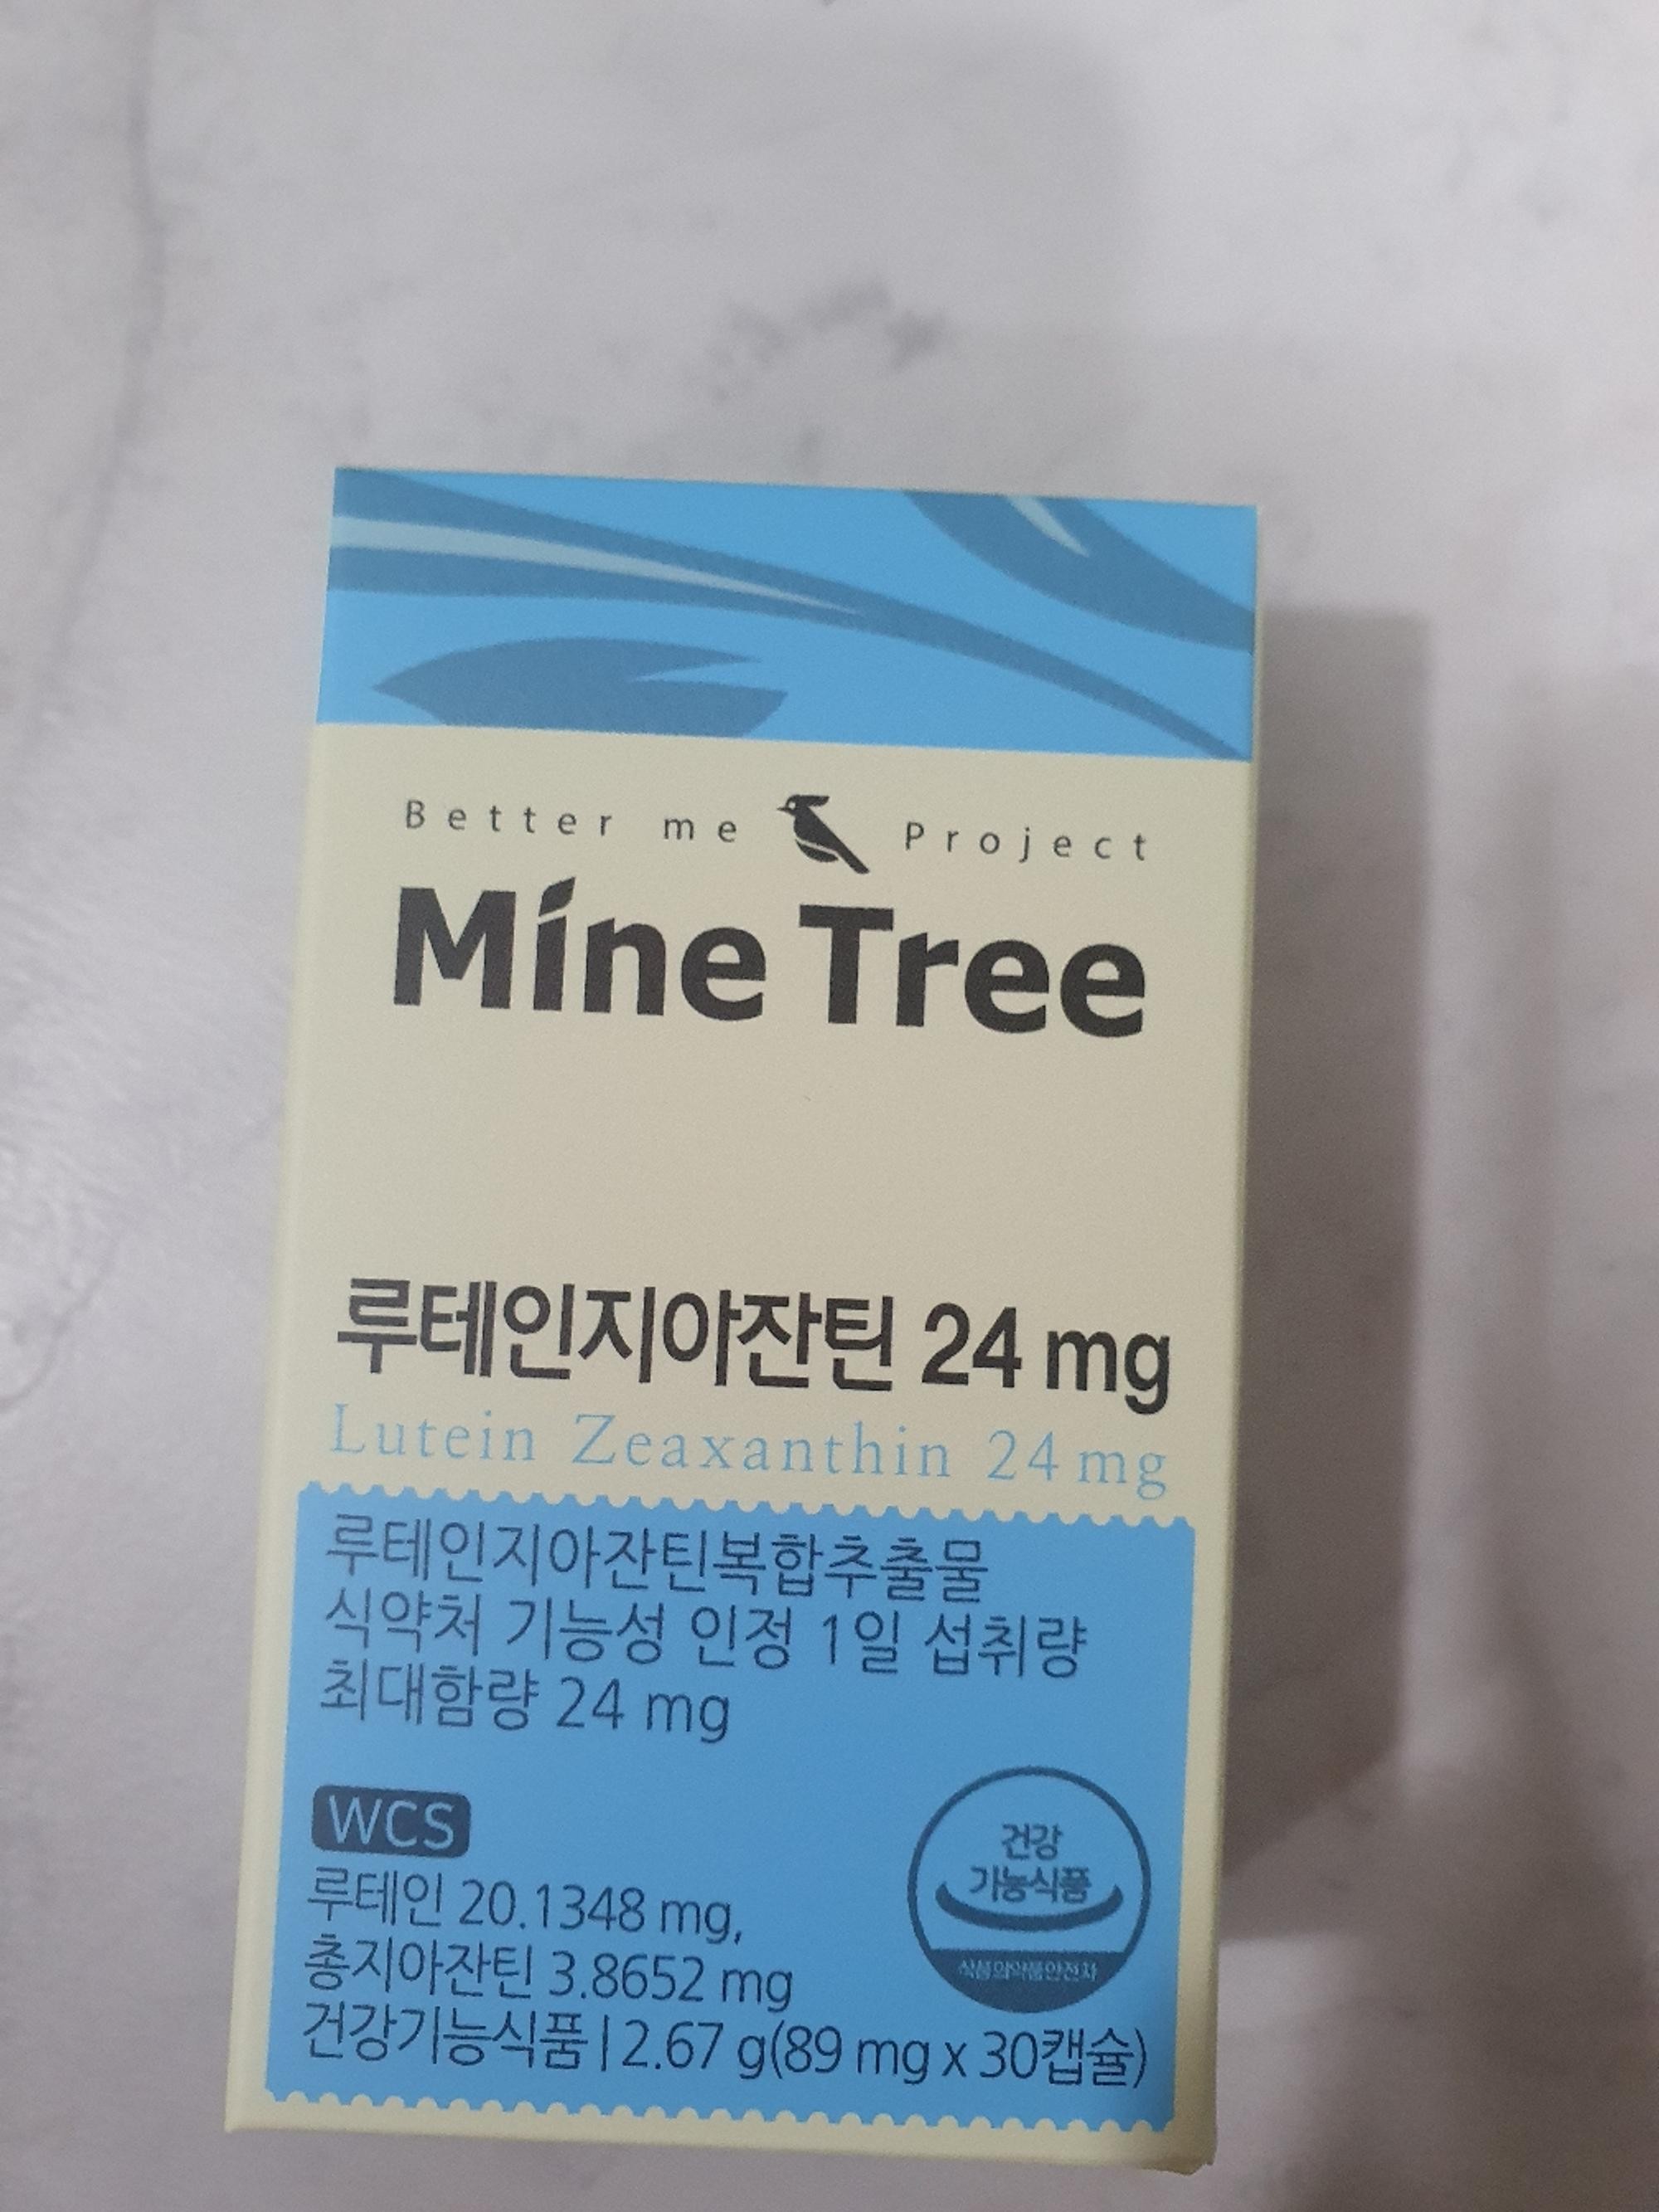 Better me Project
Mine Tree
루테인지아잔틴 24 mg
Lutein Zeaxanthin 24 mg
루테인지아잔틴복합추출물
식약처 기능성 인정 1일 섭취량
최대함량 24 mg
WCS
루테인 20.1348 mg,
총지아잔틴 3.8652 mg
건강기능식품 | 2.67 g(89 mg x 30캡슐)
건강
기능식품
식품의약품안전처